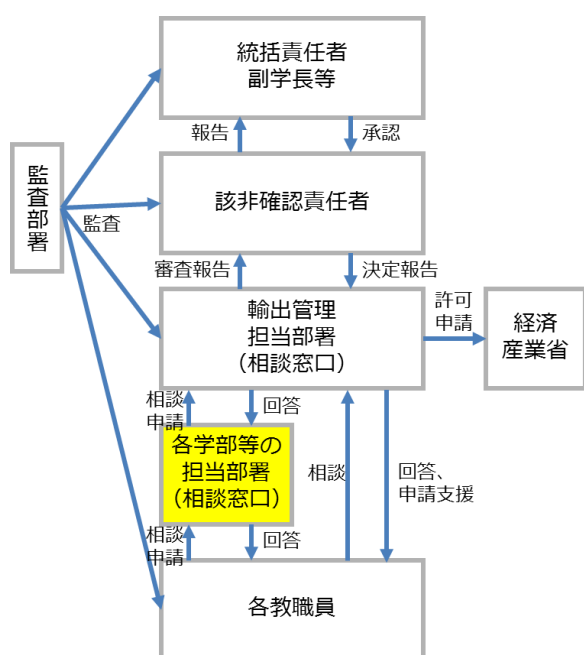 統括責任者
副学長等
報告
承認
監査部署
該非確認責任者
監査
審査報告
決定報告
輸出管理
担当部署
（相談窓口）
許可
申請
経済
産業省
相談
申請
回答
各学部等の
担当部署
（相談窓口）
相談
回答、
申請支援
相談
申請
回答
各教職員